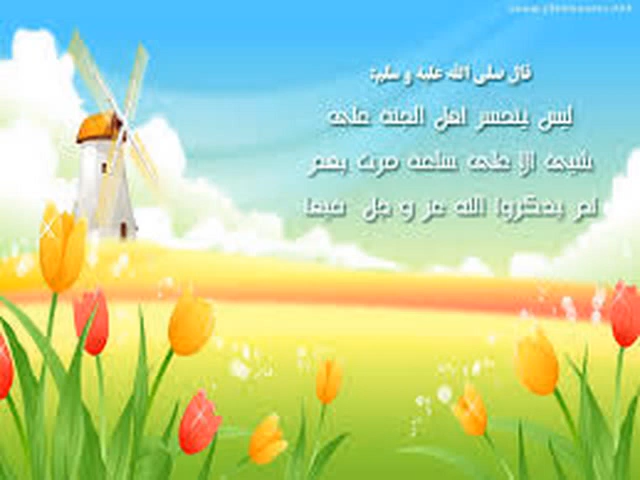 قال صلى الله عليه و سلم:
ليس يتحسر اهل الجنة على
شيئ الا على ساعة مرت بهم
لم يذكروا الله عز و جل فيها